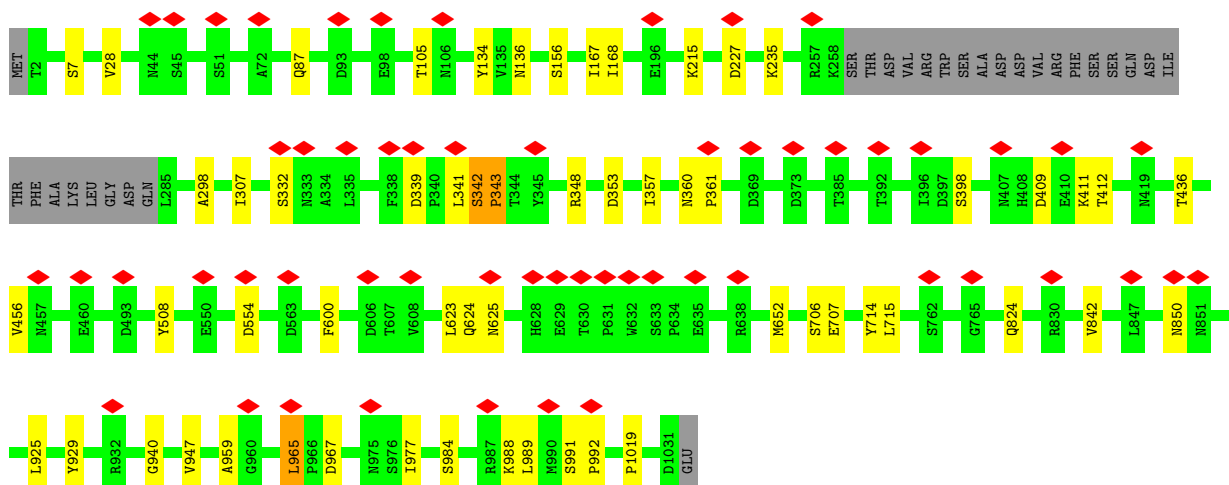 MET T2 S7 V28 N44 S45 S51 A72 Q87 D93 E98 T105 N106 Y134 V135 N136 S156 I167 I168 E196 K215 D227 K235 R257 K258 SER THR ASP VAL ARG TRP SER ALA ASP ASP VAL ARG PHE SER SER GLN ASP ILE
THR PHE ALA LYS LEU GLY ASP GLN L285 A298 I307 S332 N333 A334 L335 F338 D339 P340 L341 S342 P343 T344 Y345 R348 D353 I357 N360 P361 D369 D373 T385 T392 I396 D397 S398 N407 H408 D409 E410 K411 T412 N419 T436
V456 N457 E460 D493 Y508 E550 D554 D563 F600 D606 T607 V608 L623 Q624 N625 H628 E629 T630 P631 W632 S633 P634 E635 R638 M652 S706 E707 Y714 L715 S762 G765 Q824 R830 V842 L847 N850 N851
L925 Y929 R932 G940 V947 A959 G960 L965 P966 D967 N975 S976 I977 S984 R987 K988 L989 M990 S991 P992 P1019 D1031 GLU